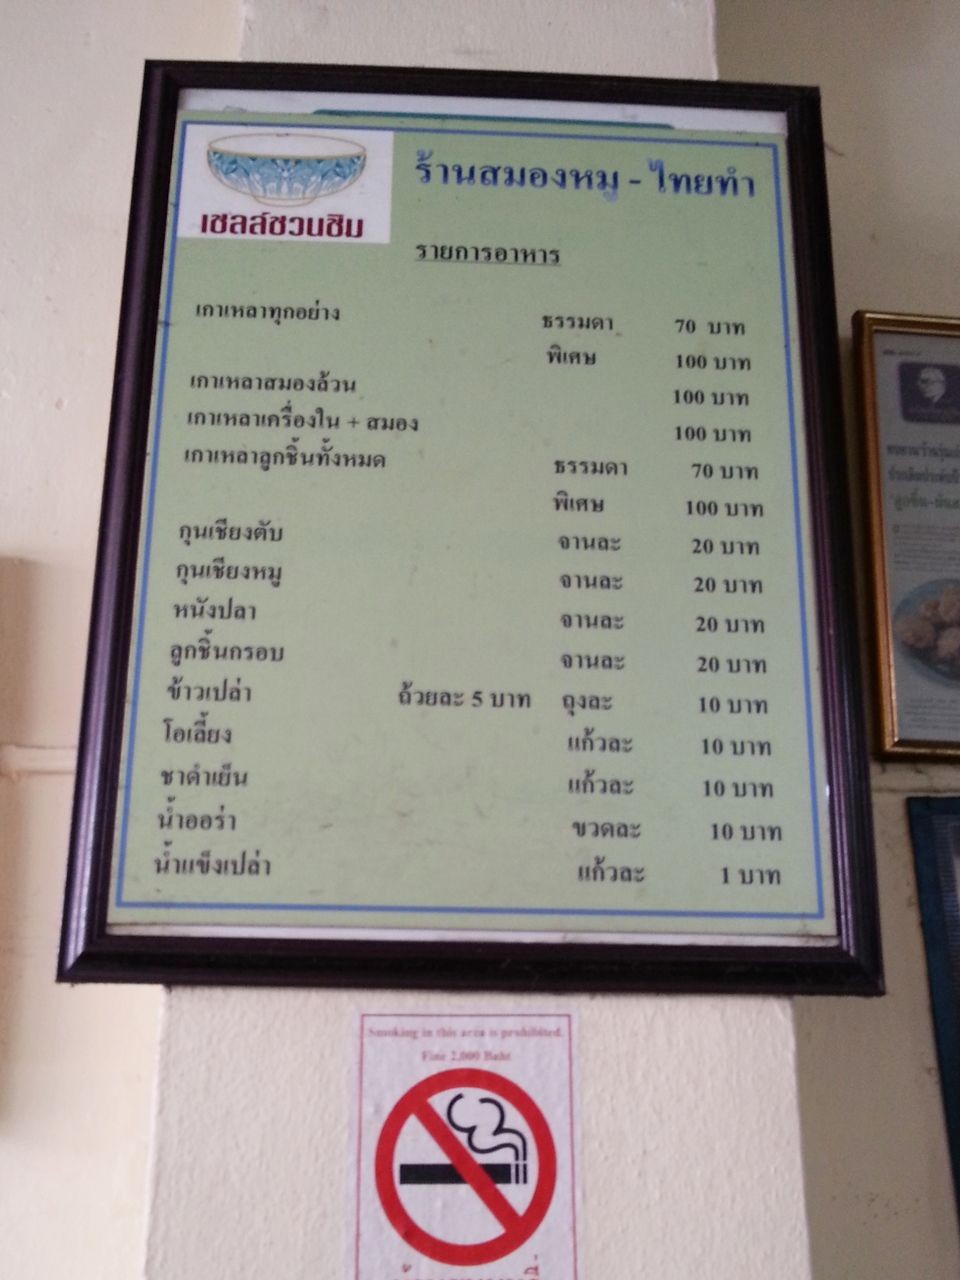 เชลล์ชวนชิม
ร้านสมองหมู - ไทยทำ
รายการอาหาร
เกาเหลาทุกอย่าง ธรรมดา 70 บาท
พิเศษ 100 บาท
เกาเหลาสมองล้วน 100 บาท
เกาเหลาเครื่องใน + สมอง 100 บาท
เกาเหลาลูกชิ้นทั้งหมด ธรรมดา 70 บาท
พิเศษ 100 บาท
กุนเชียงตับ จานละ 20 บาท
กุนเชียงหมู จานละ 20 บาท
หนังปลา จานละ 20 บาท
ลูกชิ้นกรอบ จานละ 20 บาท
ข้าวเปล่า ถ้วยละ 5 บาท ถุงละ 10 บาท
โอเลี้ยง แก้วละ 10 บาท
ชาดำเย็น แก้วละ 10 บาท
น้ำออร่า ขวดละ 10 บาท
น้ำแข็งเปล่า แก้วละ 1 บาท
Smoking in this area is prohibited.
Fine 2,000 Baht